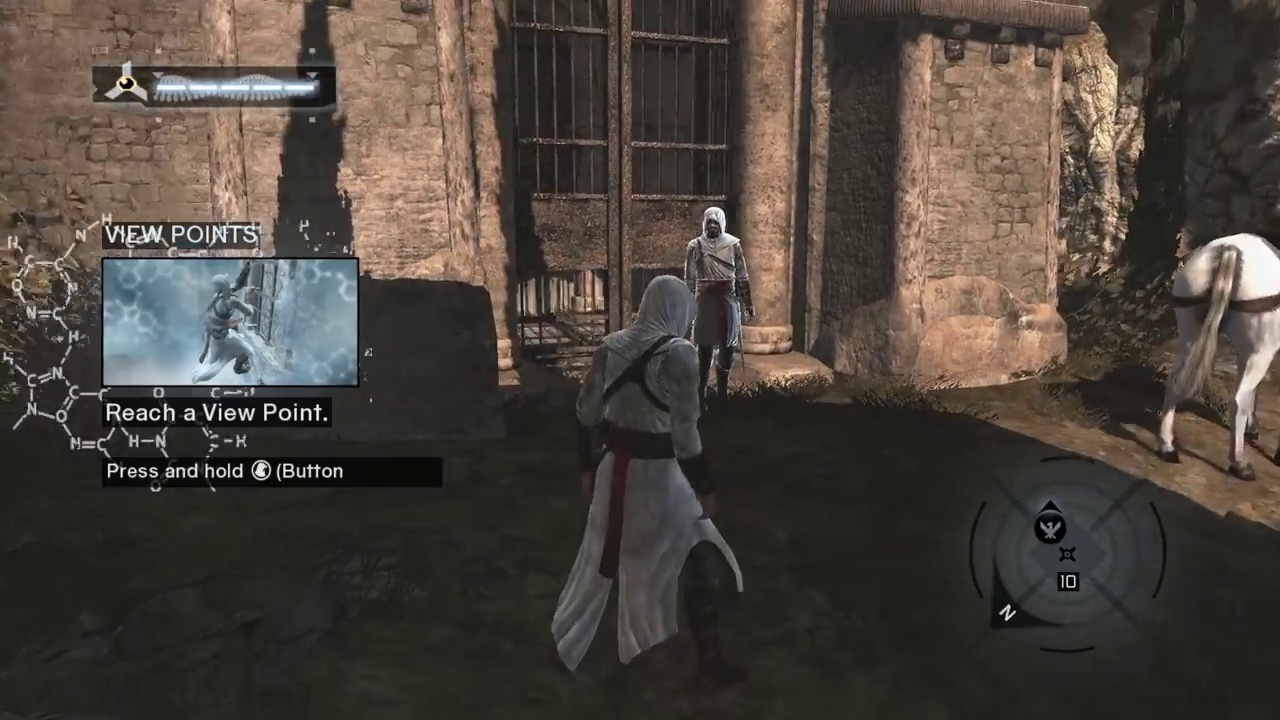 VIEW POINTS
Reach a View Point.
Press and hold (Button
10
N
N
N
H
H
C
N
H
N
N
C
H-N
C-H